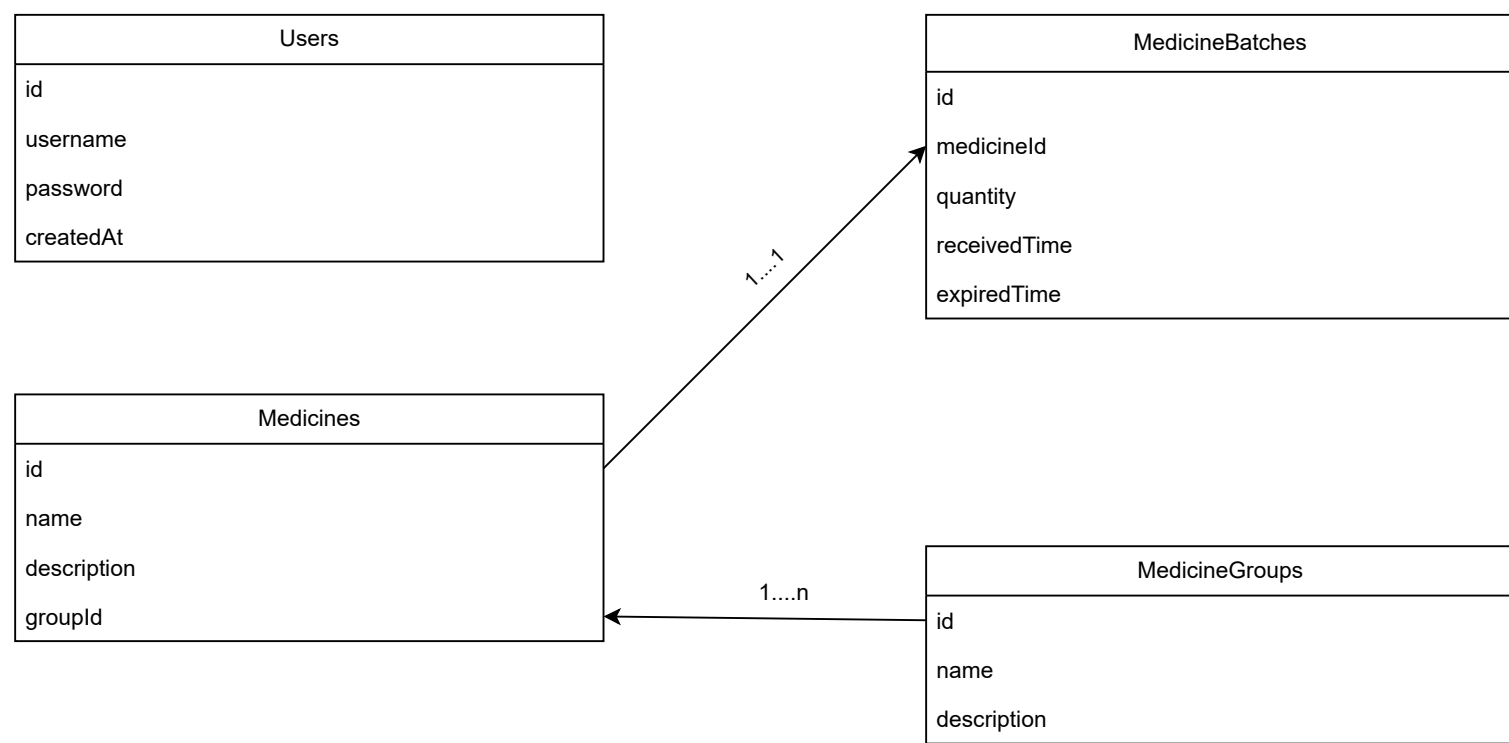 Users
id
username
password
createdAt
MedicineBatches
id
medicineId
quantity
receivedTime
expiredTime
1....1
Medicines
id
name
description
groupId
1....n
MedicineGroups
id
name
description